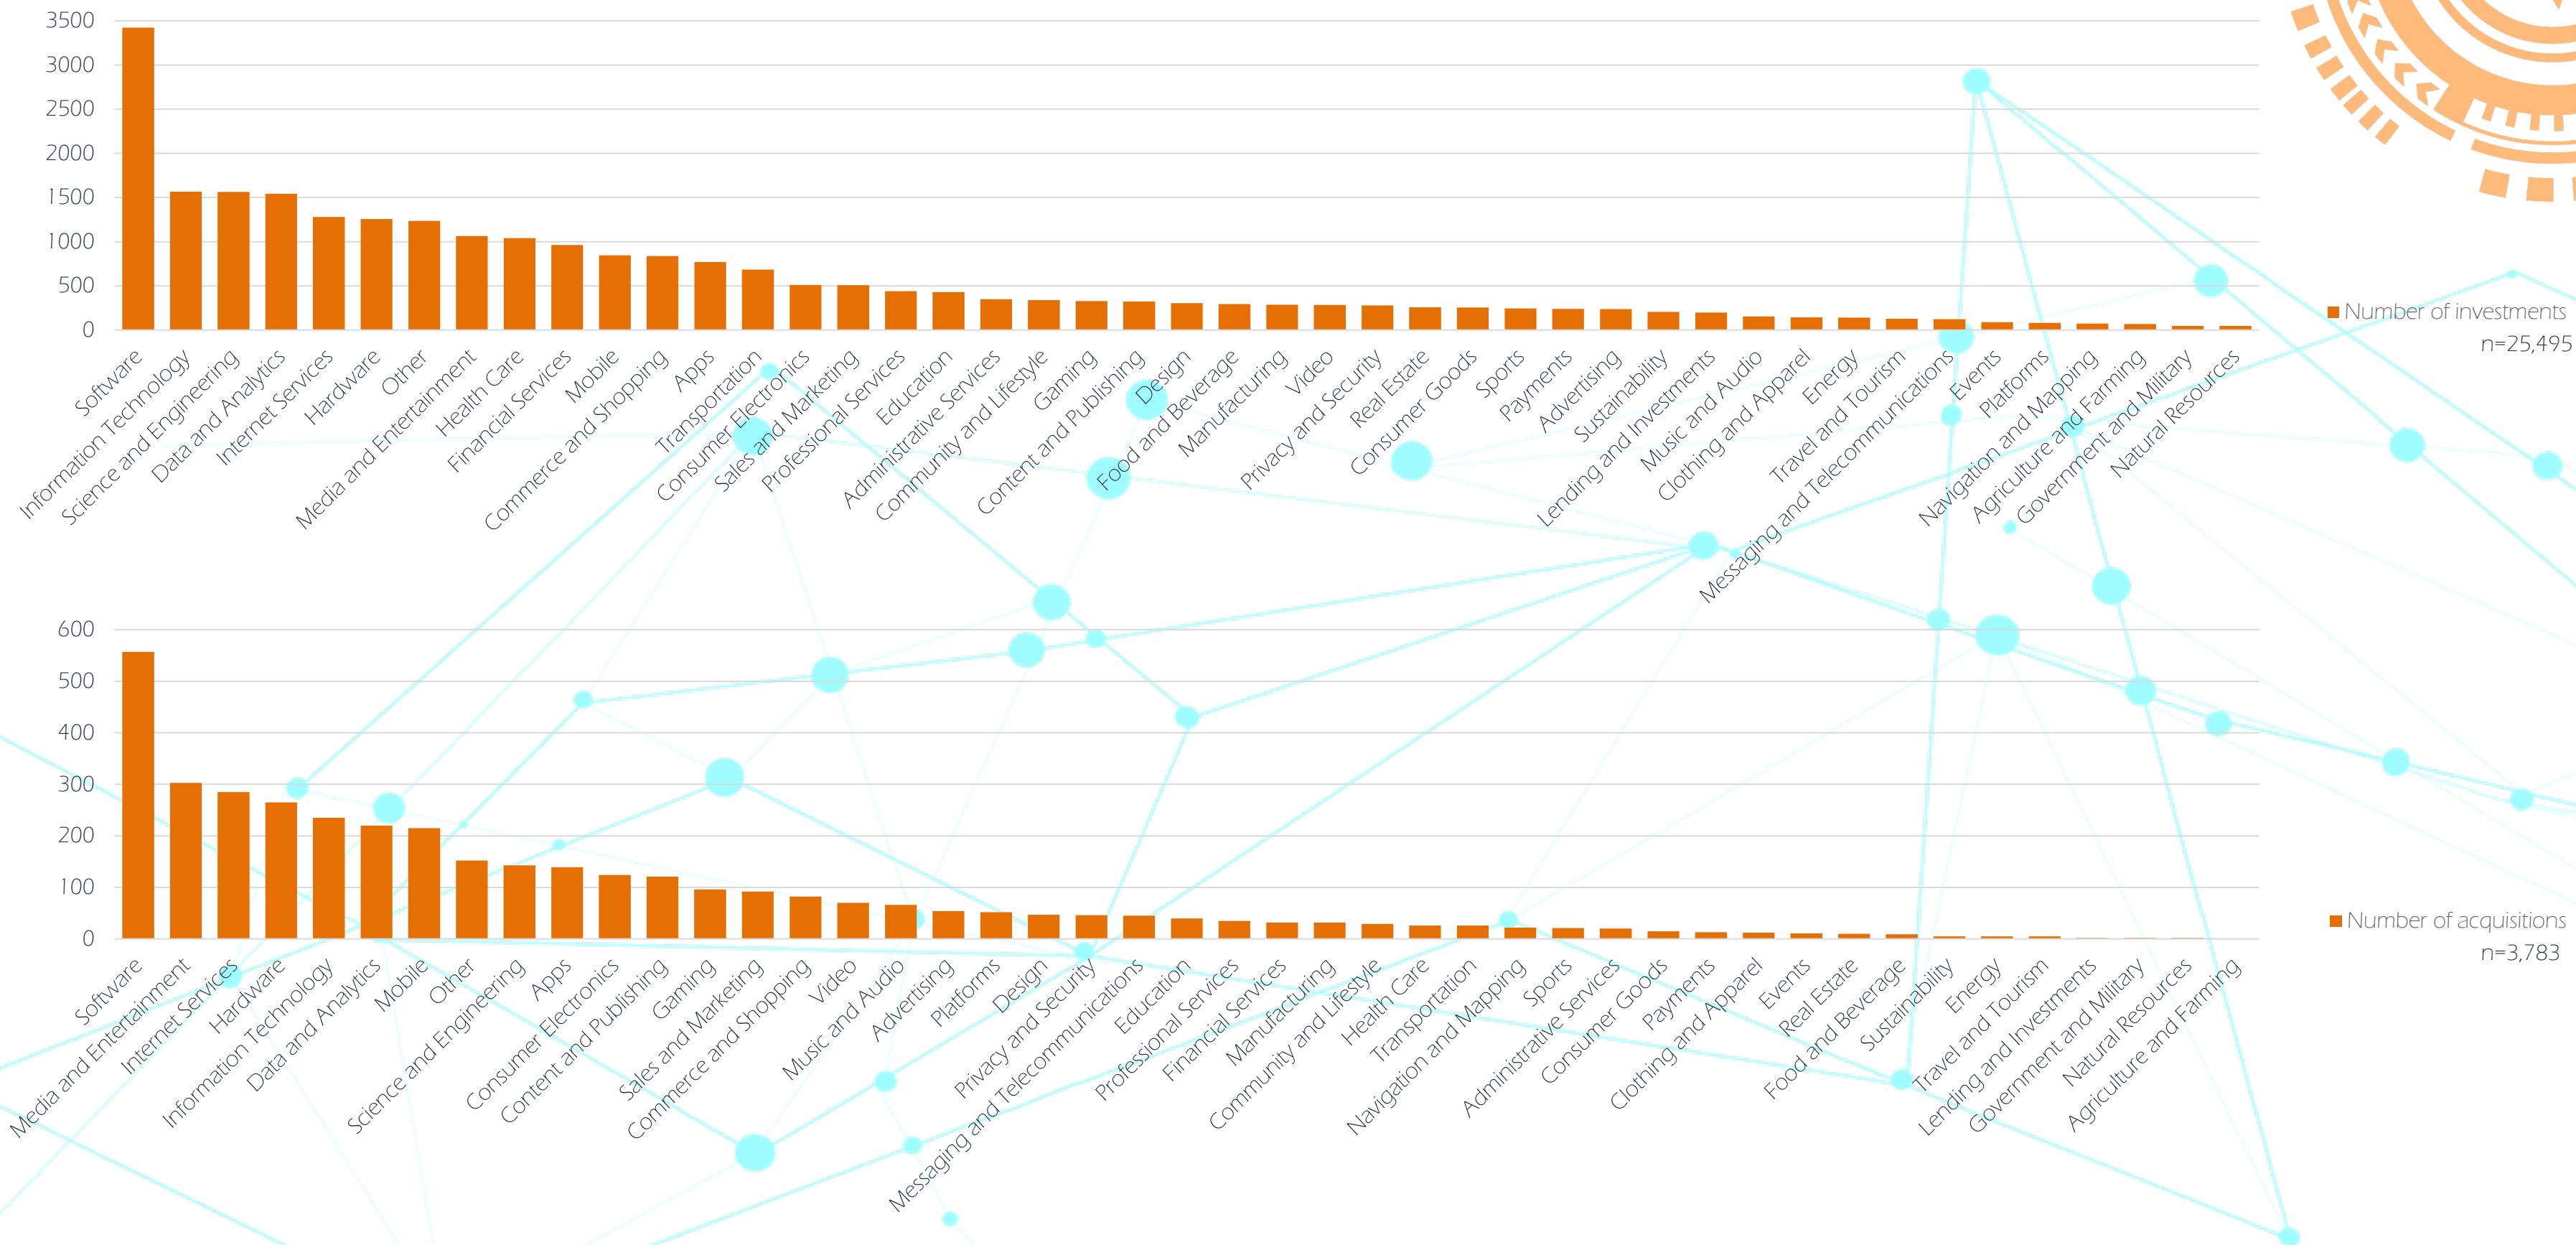 3500
3000
2500
2000
1500
1000
500
0
Software
Information Technology
Science and Engineering
Data and Analytics
Internet Services
Hardware
Other
Media and Entertainment
Health Care
Financial Services
Mobile
Commerce and Shopping
Apps
Transportation
Consumer Electronics
Sales and Marketing
Professional Services
Education
Administrative Services
Community and Lifestyle
Gaming
Content and Publishing
Design
Food and Beverage
Manufacturing
Video
Privacy and Security
Real Estate
Consumer Goods
Sports
Payments
Advertising
Sustainability
Lending and Investments
Music and Audio
Clothing and Apparel
Energy
Travel and Tourism
Messaging and Telecommunications
Events
Platforms
Navigation and Mapping
Agriculture and Farming
Government and Military
Natural Resources
Number of investments
n=25,495
600
500
400
300
200
100
0
Software
Media and Entertainment
Internet Services
Hardware
Information Technology
Data and Analytics
Mobile
Other
Science and Engineering
Apps
Consumer Electronics
Content and Publishing
Gaming
Sales and Marketing
Commerce and Shopping
Video
Music and Audio
Advertising
Platforms
Design
Privacy and Security
Messaging and Telecommunications
Education
Professional Services
Financial Services
Manufacturing
Community and Lifestyle
Health Care
Transportation
Navigation and Mapping
Sports
Administrative Services
Consumer Goods
Payments
Clothing and Apparel
Events
Real Estate
Food and Beverage
Sustainability
Energy
Travel and Tourism
Lending and Investments
Government and Military
Natural Resources
Agriculture and Farming
Number of acquisitions
n=3,783